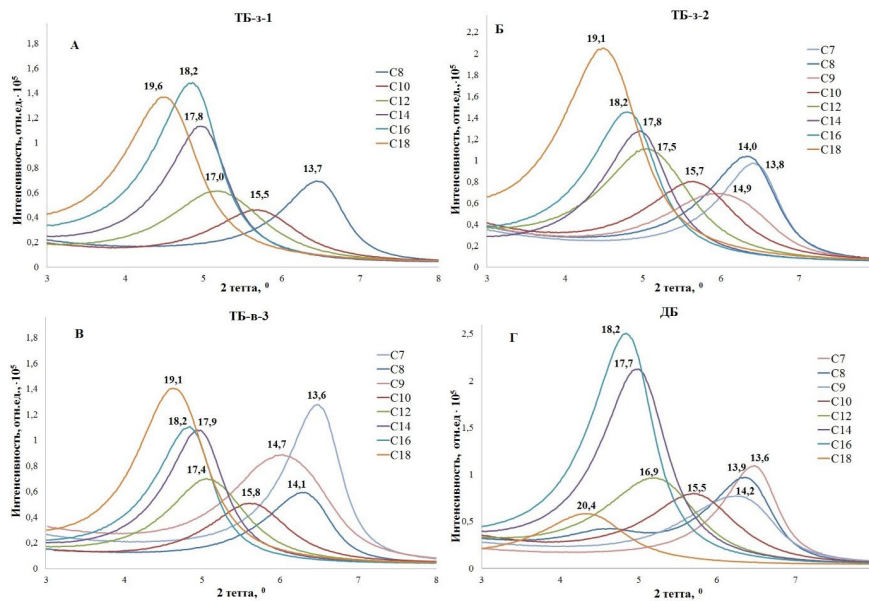 ТБ-з-1
А
Интенсивность, отн.ед.· 10⁵
1,8
1,6
1,4
1,2
1
0,8
0,6
0,4
0,2
0
19,6
18,2
17,8
17,0
15,5
13,7
C8
C10
C12
C14
C16
C18
3 4 5 6 7 8
2 тетта, ⁰
ТБ-з-2
Б
Интенсивность, отн.ед.,·10⁵
2,2
2
1,8
1,6
1,4
1,2
1
0,8
0,6
0,4
0,2
0
19,1
18,2
17,8
17,5
15,7
14,9
14,0
13,8
C7
C8
C9
C10
C12
C14
C16
C18
3 4 5 6 7
2 тетта, ⁰
ТБ-в-3
В
Интенсивность, отн.ед.,·10⁵
1,8
1,6
1,4
1,2
1
0,8
0,6
0,4
0,2
0
19,1
18,2
17,9
17,4
15,8
14,7
14,1
13,6
C7
C8
C9
C10
C12
C14
C16
C18
3 4 5 6 7 8
2 тетта, ⁰
ДБ
Г
Интенсивность, отн.ед · 10⁵
2,5
2
1,5
1
0,5
0
20,4
18,2
17,7
16,9
15,5
13,9
14,2
13,6
C7
C8
C9
C10
C12
C14
C16
C18
3 4 5 6 7
2 тетта, ⁰